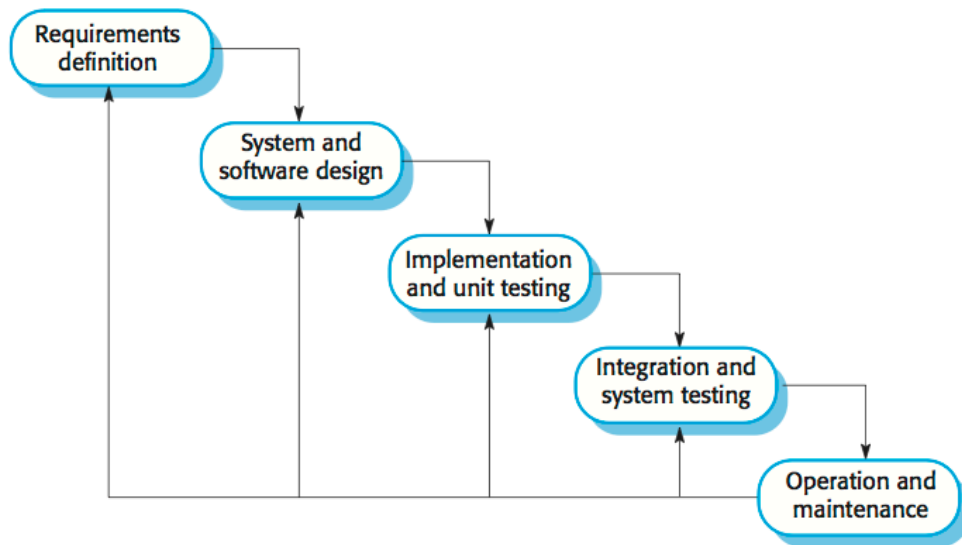 Requirements
definition
System and
software design
Implementation
and unit testing
Integration and
system testing
Operation and
maintenance